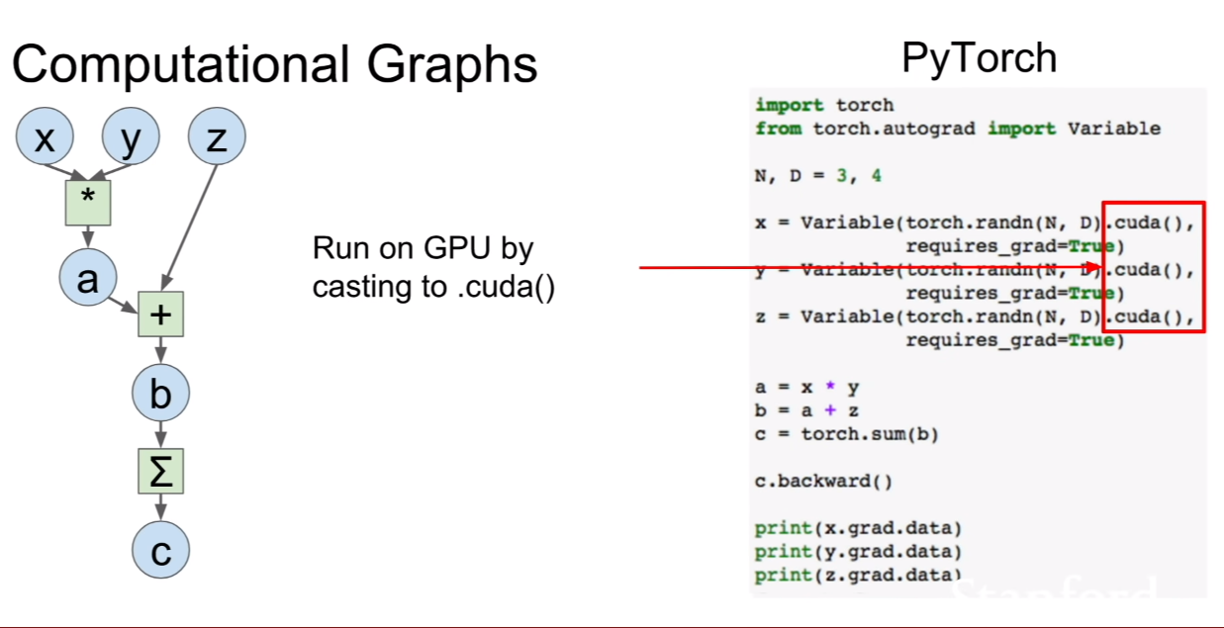 Computational Graphs
x y z
*
a
+
b
Σ
c
Run on GPU by
casting to .cuda()
PyTorch
import torch
from torch.autograd import Variable
N, D = 3, 4
x = Variable(torch.randn(N, D).cuda(),
requires_grad=True)
y = Variable(torch.randn(N, D).cuda(),
requires_grad=True)
z = Variable(torch.randn(N, D).cuda(),
requires_grad=True)
a = x * y
b = a + z
c = torch.sum(b)
c.backward()
print(x.grad.data)
print(y.grad.data)
print(z.grad.data)
Stanford